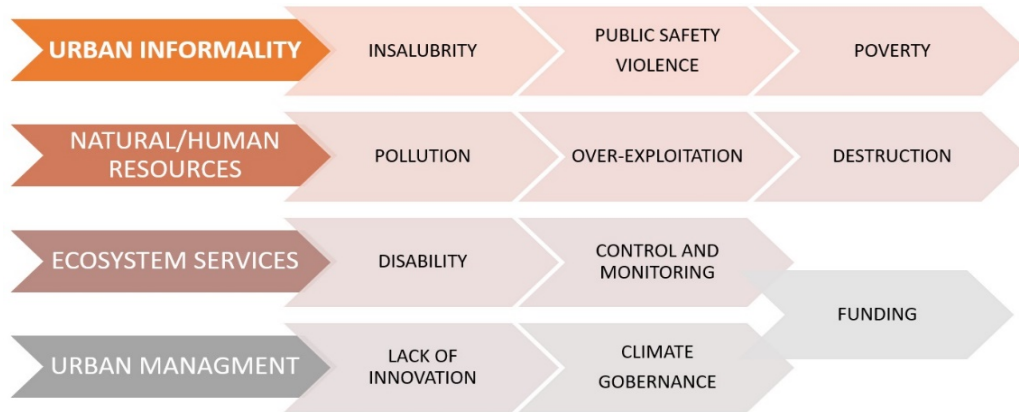 URBAN INFORMALITY
INSALUBRITY
PUBLIC SAFETY
VIOLENCE
POVERTY
NATURAL/HUMAN
RESOURCES
POLLUTION
OVER-EXPLOITATION
DESTRUCTION
ECOSYSTEM SERVICES
DISABILITY
CONTROL AND
MONITORING
FUNDING
URBAN MANAGMENT
LACK OF
INNOVATION
CLIMATE
GOBERNANCE